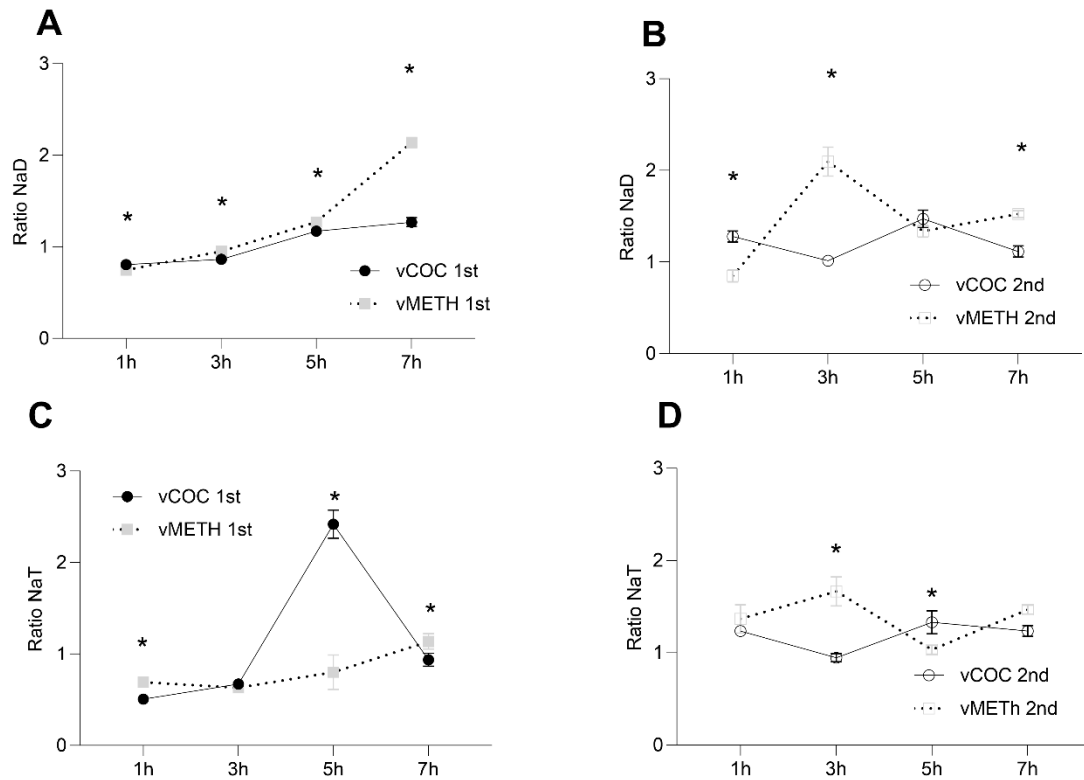 A
3
2
1
0
Ratio NaD
*
*
*
*
vCOC 1st
vMETH 1st
1h 3h 5h 7h
B
3
2
1
0
Ratio NaD
*
*
*
vCOC 2nd
vMETH 2nd
1h 3h 5h 7h
C
3
2
1
0
Ratio NaT
vCOC 1st
vMETH 1st
*
*
*
1h 3h 5h 7h
D
3
2
1
0
Ratio NaT
*
*
vCOC 2nd
vMETh 2nd
1h 3h 5h 7h